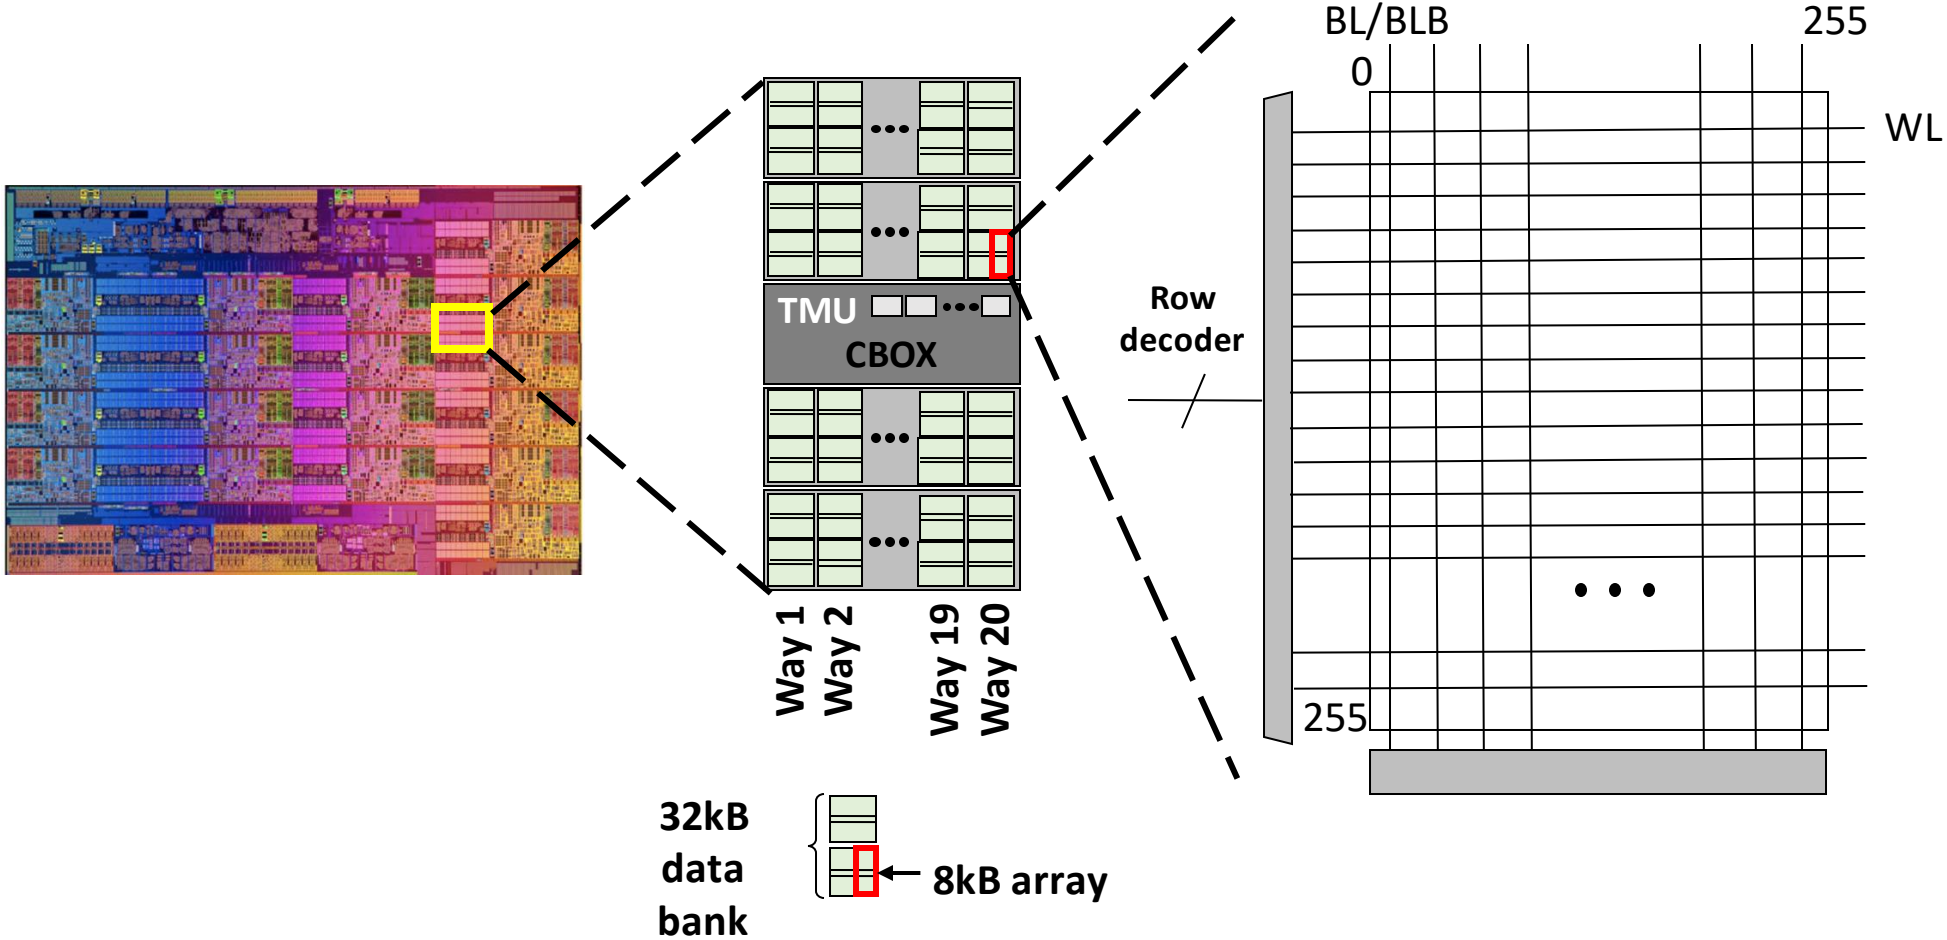 BL/BLB
255
0
WL
TMU
CBOX
Row
decoder
255
Way 1
Way 2
Way 19
Way 20
32kB
data
bank
8kB array